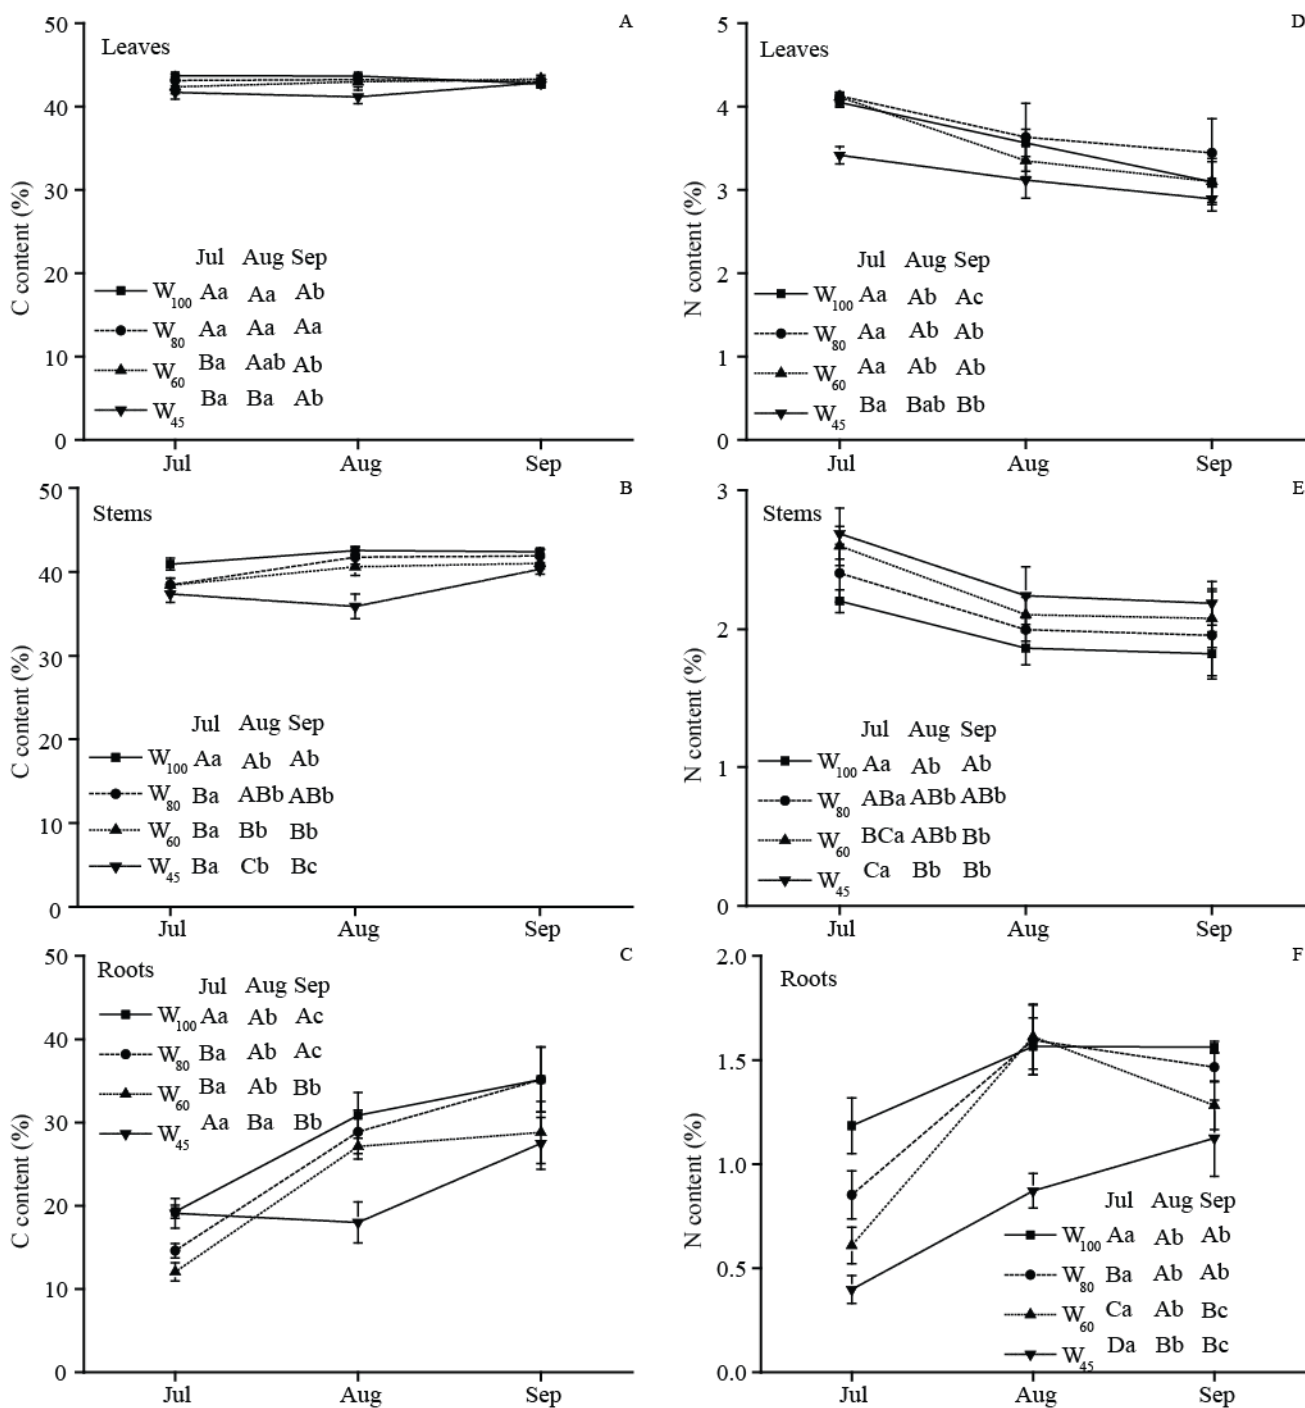 A
Leaves
C content (%)
50
40
30
20
10
0
Jul Aug Sep
W100 Aa Aa Ab
W80 Aa Aa Aa
W60 Ba Aab Ab
W45 Ba Ba Ab
Jul Aug Sep
D
Leaves
N content (%)
5
4
3
2
1
0
Jul Aug Sep
W100 Aa Ab Ac
W80 Aa Ab Ab
W60 Aa Ab Ab
W45 Ba Bab Bb
Jul Aug Sep
B
Stems
C content (%)
50
40
30
20
10
0
Jul Aug Sep
W100 Aa Ab Ab
W80 Ba ABb ABb
W60 Ba Bb Bb
W45 Ba Cb Bc
Jul Aug Sep
E
Stems
N content (%)
3
2
1
0
Jul Aug Sep
W100 Aa Ab Ab
W80 ABa ABb ABb
W60 BCa ABb Bb
W45 Ca Bb Bb
Jul Aug Sep
C
Roots
C content (%)
50
40
30
20
10
0
Jul Aug Sep
W100 Aa Ab Ac
W80 Ba Ab Ac
W60 Ba Ab Bb
W45 Aa Ba Bb
Jul Aug Sep
F
Roots
N content (%)
2.0
1.5
1.0
0.5
0.0
Jul Aug Sep
W100 Aa Ab Ab
W80 Ba Ab Ab
W60 Ca Ab Bc
W45 Da Bb Bc
Jul Aug Sep